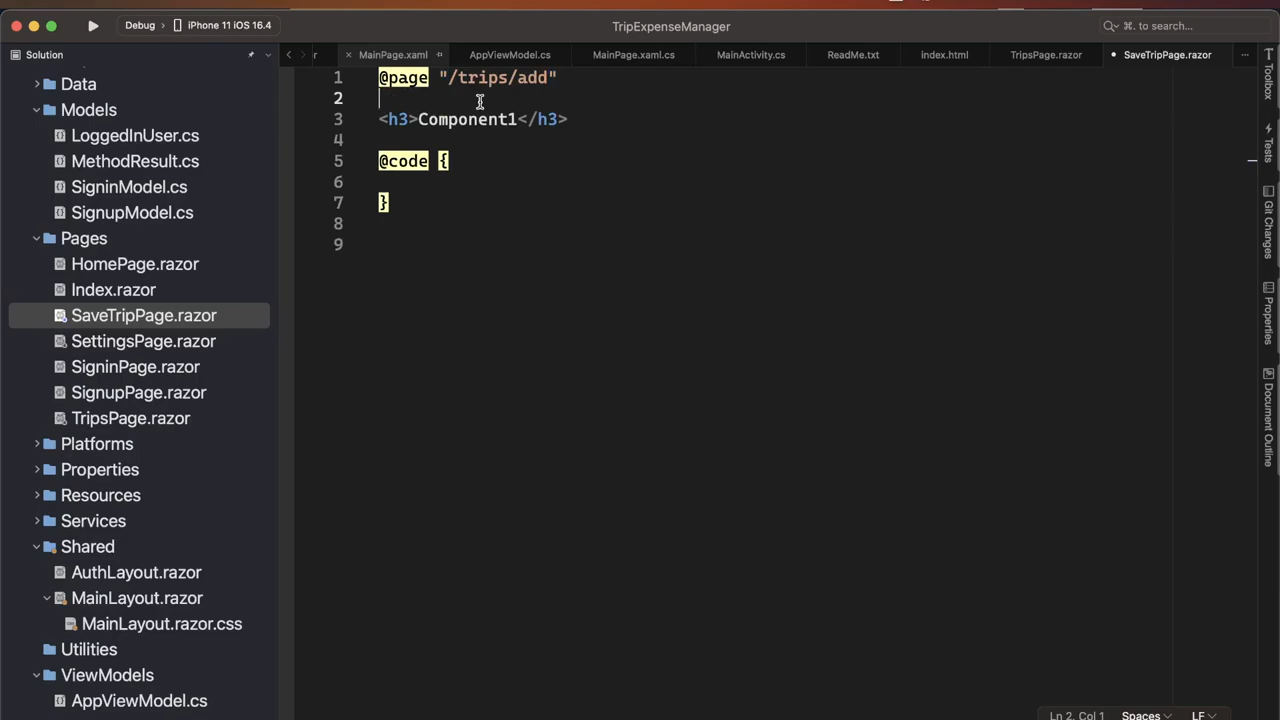 TripExpenseManager
Debug
iPhone 11 iOS 16.4
⌘. to search...
Solution
MainPage.xaml
AppViewModel.cs
MainPage.xaml.cs
MainActivity.cs
ReadMe.txt
index.html
TripsPage.razor
SaveTripPage.razor
Data
Models
LoggedInUser.cs
MethodResult.cs
SigninModel.cs
SignupModel.cs
Pages
HomePage.razor
Index.razor
SaveTripPage.razor
SettingsPage.razor
SigninPage.razor
SignupPage.razor
TripsPage.razor
Platforms
Properties
Resources
Services
Shared
AuthLayout.razor
MainLayout.razor
MainLayout.razor.css
Utilities
ViewModels
AppViewModel.cs
1 @page "/trips/add"
2
3 <h3>Component1</h3>
4
5 @code {
6
7 }
8
9
Toolbox
Tests
Git Changes
Properties
Document Outline
Ln 2, Col 1
Spaces
LF